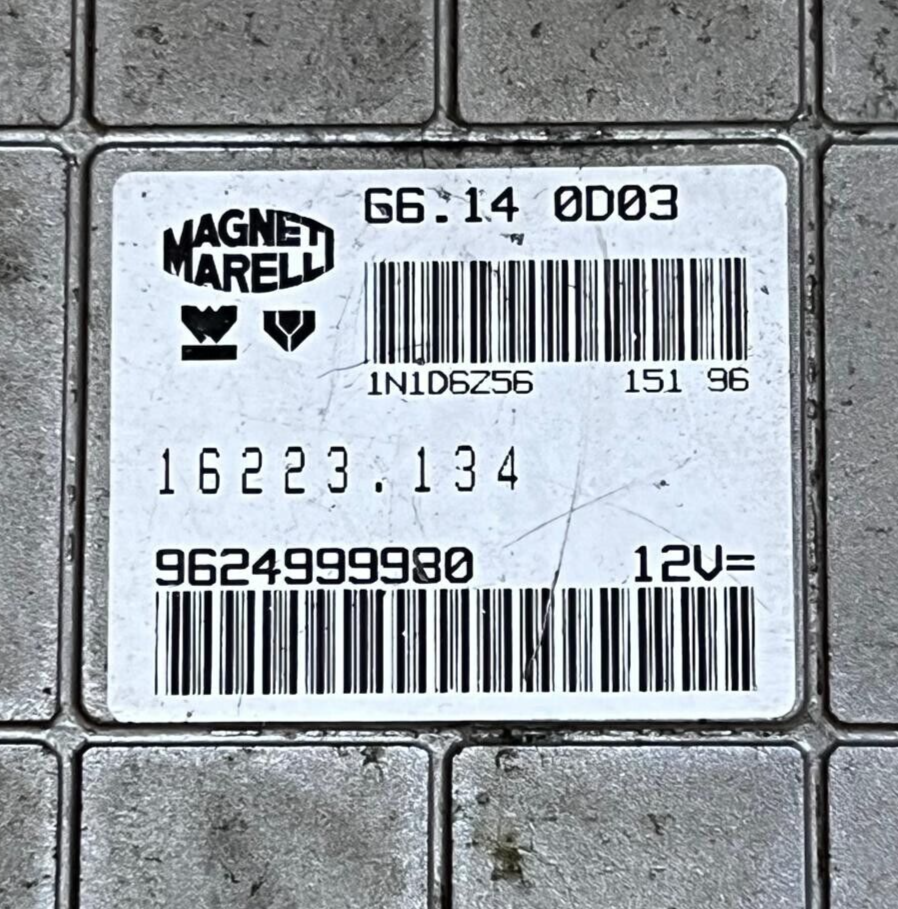 MAGNETI
MARELLI
G6.14 0D03
1N1D6Z56 151 96
16223.134
9624999980 12V=